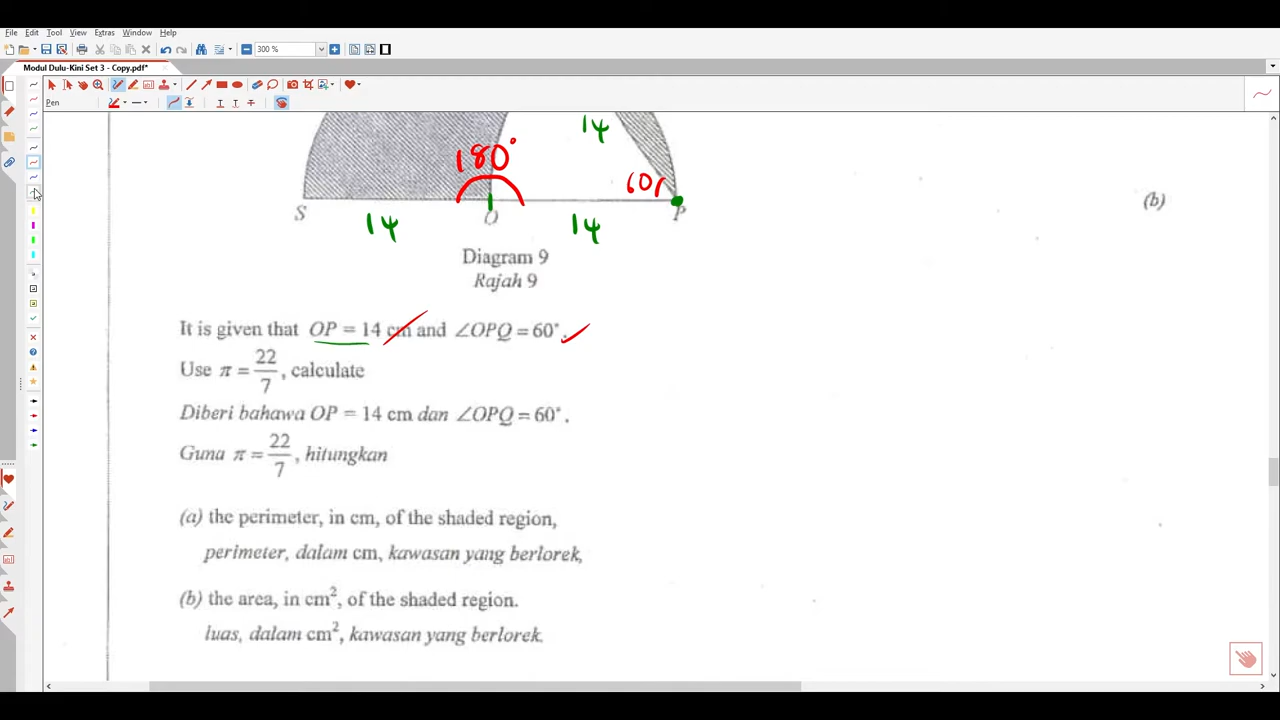 File Edit Tool View Extras Window Help
300 %
Modul Dulu-Kini Set 3 - Copy.pdf*
Pen
14
180°
60
S O P
14 14
(b)
Diagram 9
Rajah 9
It is given that OP = 14 cm and ∠OPQ = 60°.
Use π = 22/7, calculate
Diberi bahawa OP = 14 cm dan ∠OPQ = 60°.
Guna π = 22/7, hitungkan
(a) the perimeter, in cm, of the shaded region,
perimeter, dalam cm, kawasan yang berlorek,
(b) the area, in cm², of the shaded region.
luas, dalam cm², kawasan yang berlorek.